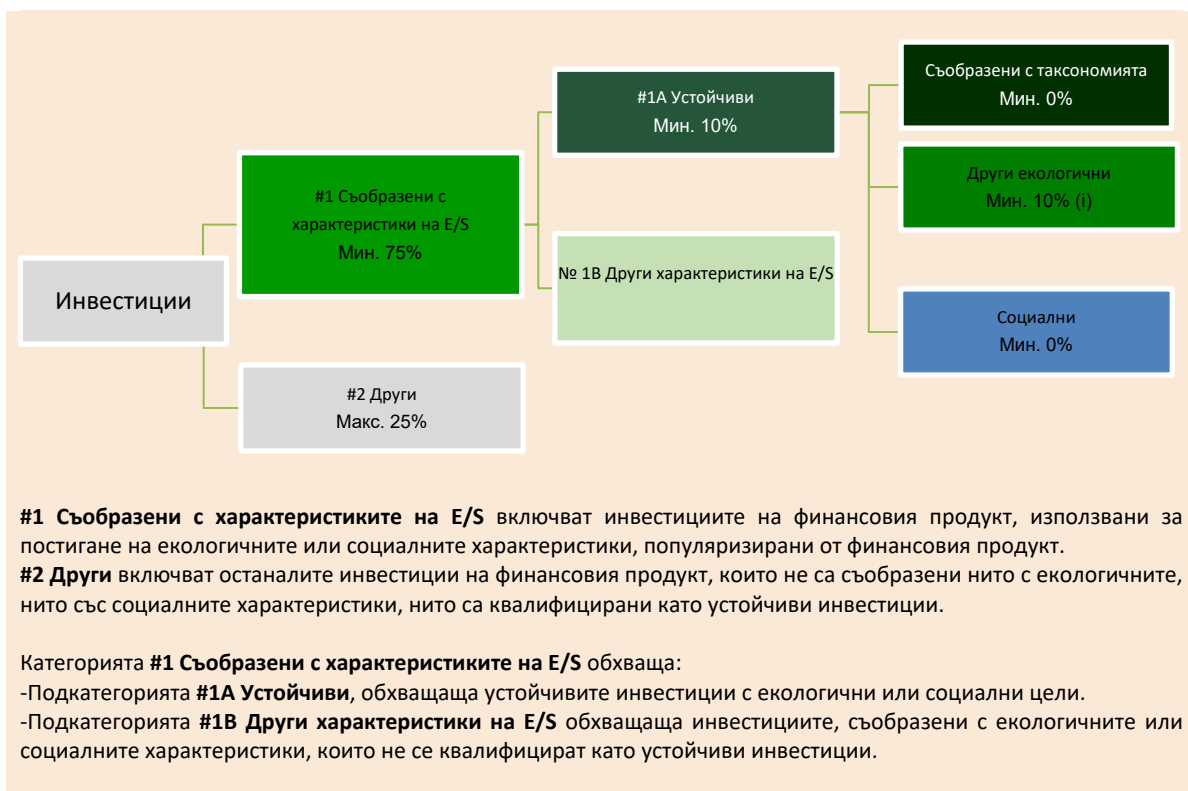 Инвестиции
#1 Съобразени с
характеристики на E/S
Мин. 75%
#2 Други
Макс. 25%
#1A Устойчиви
Мин. 10%
№ 1B Други характеристики на E/S
Съобразени с таксономията
Мин. 0%
Други екологични
Мин. 10% (i)
Социални
Мин. 0%
#1 Съобразени с характеристиките на E/S включват инвестициите на финансовия продукт, използвани за
постигане на екологичните или социалните характеристики, популяризирани от финансовия продукт.
#2 Други включват останалите инвестиции на финансовия продукт, които не са съобразени нито с екологичните,
нито със социалните характеристики, нито са квалифицирани като устойчиви инвестиции.
Категорията #1 Съобразени с характеристиките на E/S обхваща:
-Подкатегорията #1A Устойчиви, обхващаща устойчивите инвестиции с екологични или социални цели.
-Подкатегорията #1B Други характеристики на E/S обхващаща инвестициите, съобразени с екологичните или
социалните характеристики, които не се квалифицират като устойчиви инвестиции.